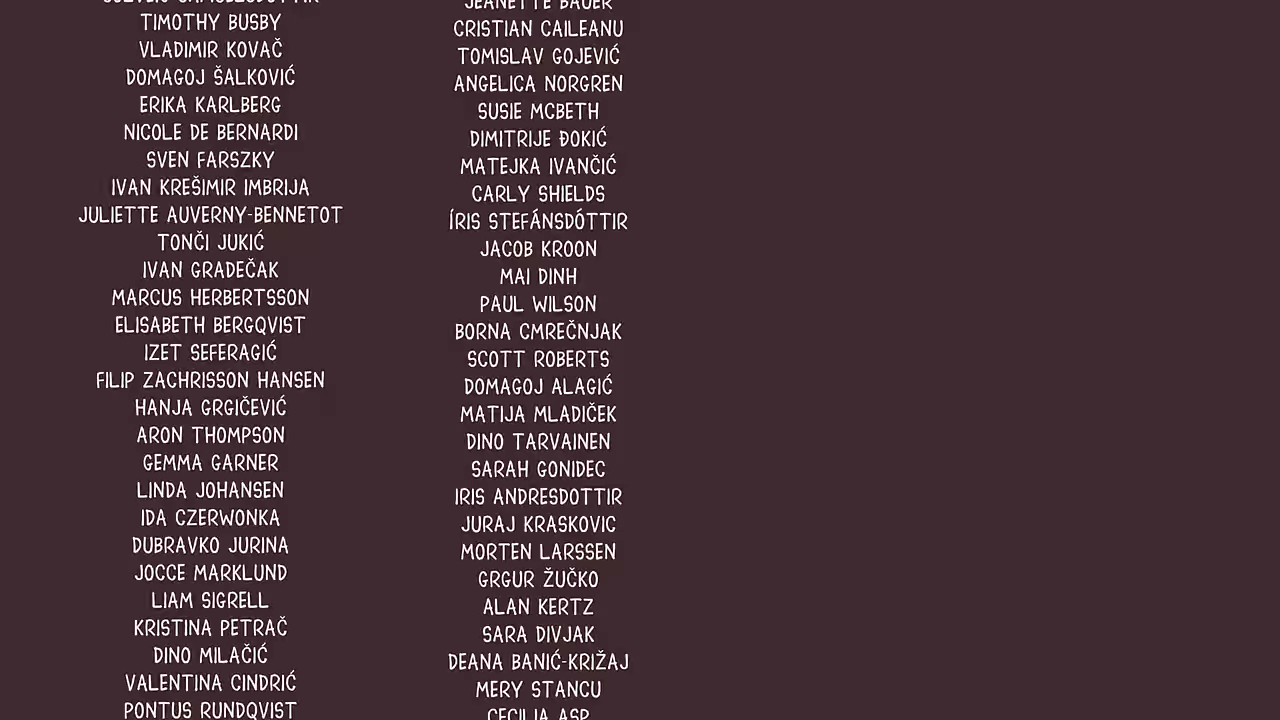 TIMOTHY BUSBY
VLADIMIR KOVAČ
DOMAGOJ ŠALKOVIĆ
ERIKA KARLBERG
NICOLE DE BERNARDI
SVEN FARSZKY
IVAN KREŠIMIR IMBRIJA
JULIETTE AUVERNY-BENNETOT
TONČI JUKIĆ
IVAN GRADEČAK
MARCUS HERBERTSSON
ELISABETH BERGQVIST
IZET SEFERAGIĆ
FILIP ZACHRISSON HANSEN
HANJA GRGIČEVIĆ
ARON THOMPSON
GEMMA GARNER
LINDA JOHANSEN
IDA CZERWONKA
DUBRAVKO JURINA
JOCCE MARKLUND
LIAM SIGRELL
KRISTINA PETRAČ
DINO MILAČIĆ
VALENTINA CINDRIĆ
PONTUS RUNDQVIST
JEANETTE BAUER
CRISTIAN CAILEANU
TOMISLAV GOJEVIĆ
ANGELICA NORGREN
SUSIE MCBETH
DIMITRIJE ĐOKIĆ
MATEJKA IVANČIĆ
CARLY SHIELDS
ÍRIS STEFÁNSDÓTTIR
JACOB KROON
MAI DINH
PAUL WILSON
BORNA CMREČNJAK
SCOTT ROBERTS
DOMAGOJ ALAGIĆ
MATIJA MLADIČEK
DINO TARVAINEN
SARAH GONIDEC
IRIS ANDRESDOTTIR
JURAJ KRASKOVIC
MORTEN LARSSEN
GRGUR ŽUČKO
ALAN KERTZ
SARA DIVJAK
DEANA BANIĆ-KRIŽAJ
MERY STANCU
CECILIA ASP